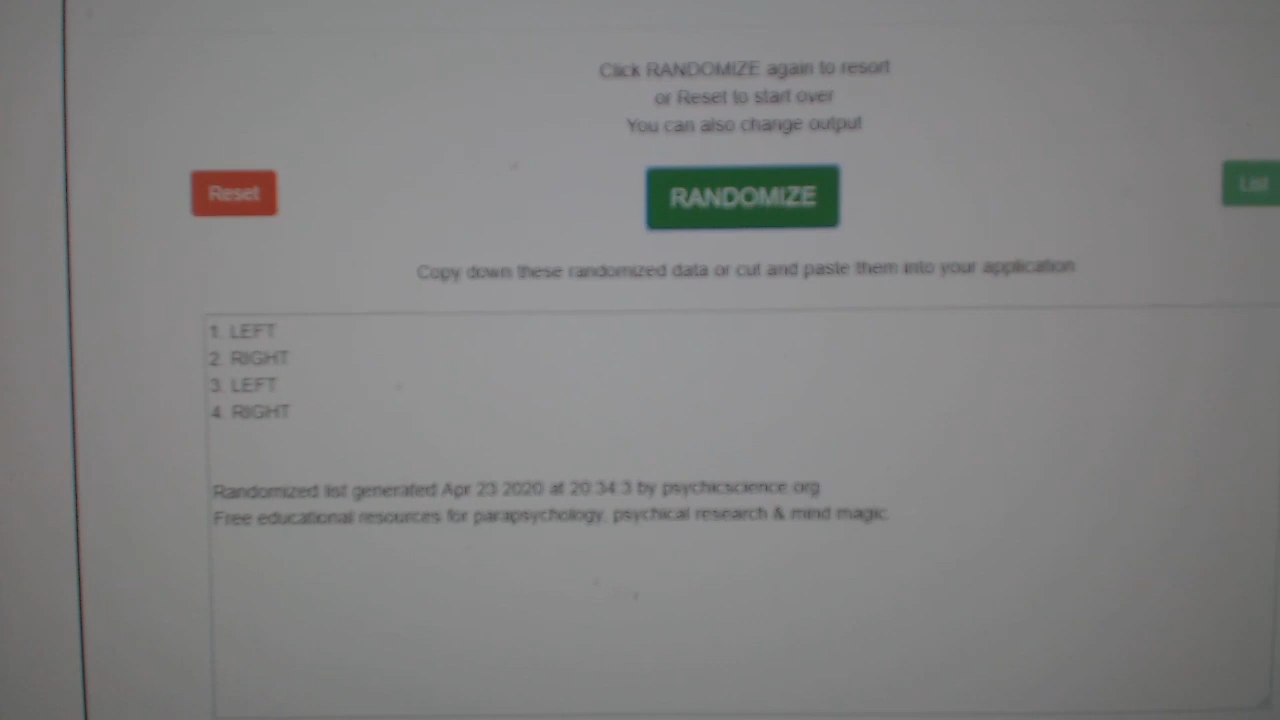 Click RANDOMIZE again to resort
or Reset to start over
You can also change output
Reset
RANDOMIZE
List
Copy down these randomized data or cut and paste them into your application
1. LEFT
2. RIGHT
3. LEFT
4. RIGHT
Randomized list generated Apr 23 2020 at 20:34:3 by psychicscience.org
Free educational resources for parapsychology, psychical research & mind magic